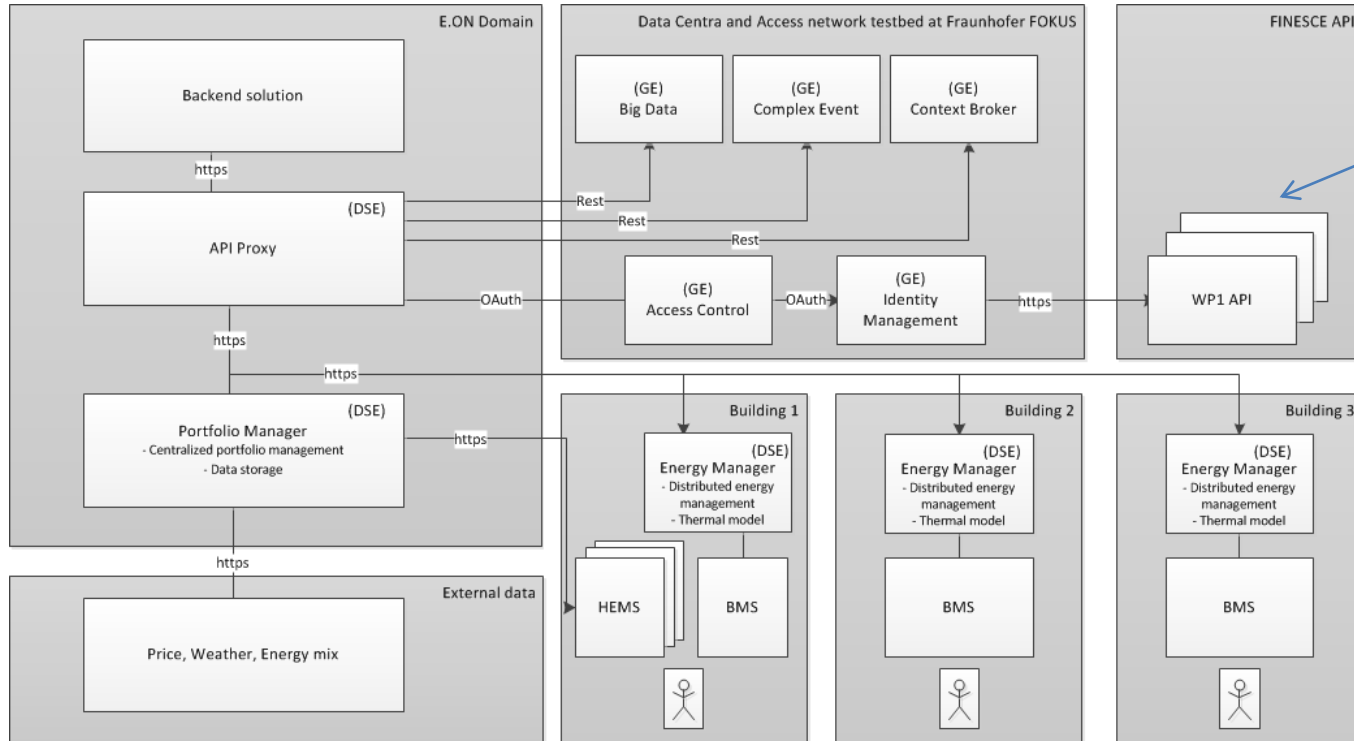 E.ON Domain
Backend solution
https
(DSE)
API Proxy
https
(DSE)
Portfolio Manager
- Centralized portfolio management
- Data storage
https
External data
Price, Weather, Energy mix
Data Centra and Access network testbed at Fraunhofer FOKUS
(GE)
Big Data
(GE)
Complex Event
(GE)
Context Broker
Rest
Rest
Rest
OAuth
(GE)
Access Control
OAuth
(GE)
Identity
Management
https
FINESCE API
WP1 API
https
https
Building 1
(DSE)
Energy Manager
- Distributed energy
management
- Thermal model
HEMS
BMS
Building 2
(DSE)
Energy Manager
- Distributed energy
management
- Thermal model
BMS
Building 3
(DSE)
Energy Manager
- Distributed energy
management
- Thermal model
BMS